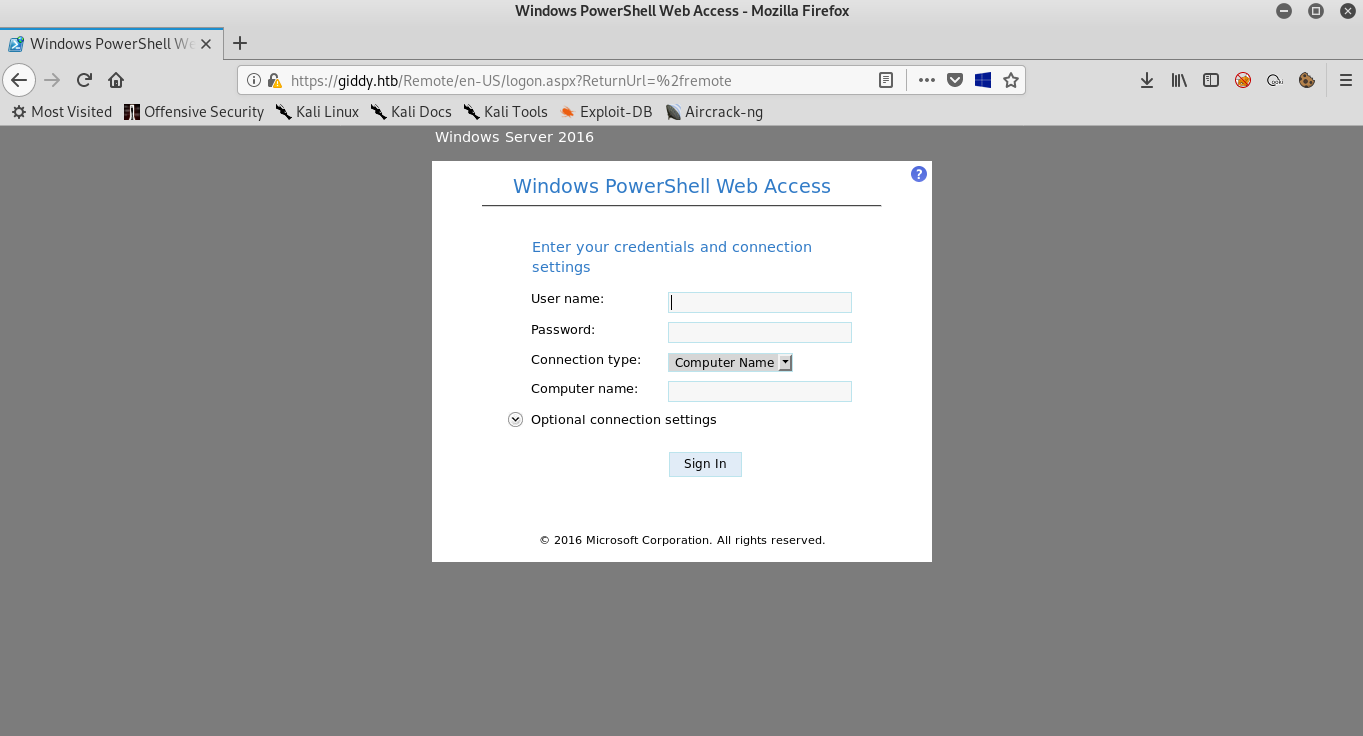 Windows PowerShell Web Access - Mozilla Firefox
Windows PowerShell We
https://giddy.htb/Remote/en-US/logon.aspx?ReturnUrl=%2fremote
Most Visited Offensive Security Kali Linux Kali Docs Kali Tools Exploit-DB Aircrack-ng
Windows Server 2016
?
Windows PowerShell Web Access
Enter your credentials and connection
settings
User name:
Password:
Connection type: Computer Name
Computer name:
Optional connection settings
Sign In
© 2016 Microsoft Corporation. All rights reserved.